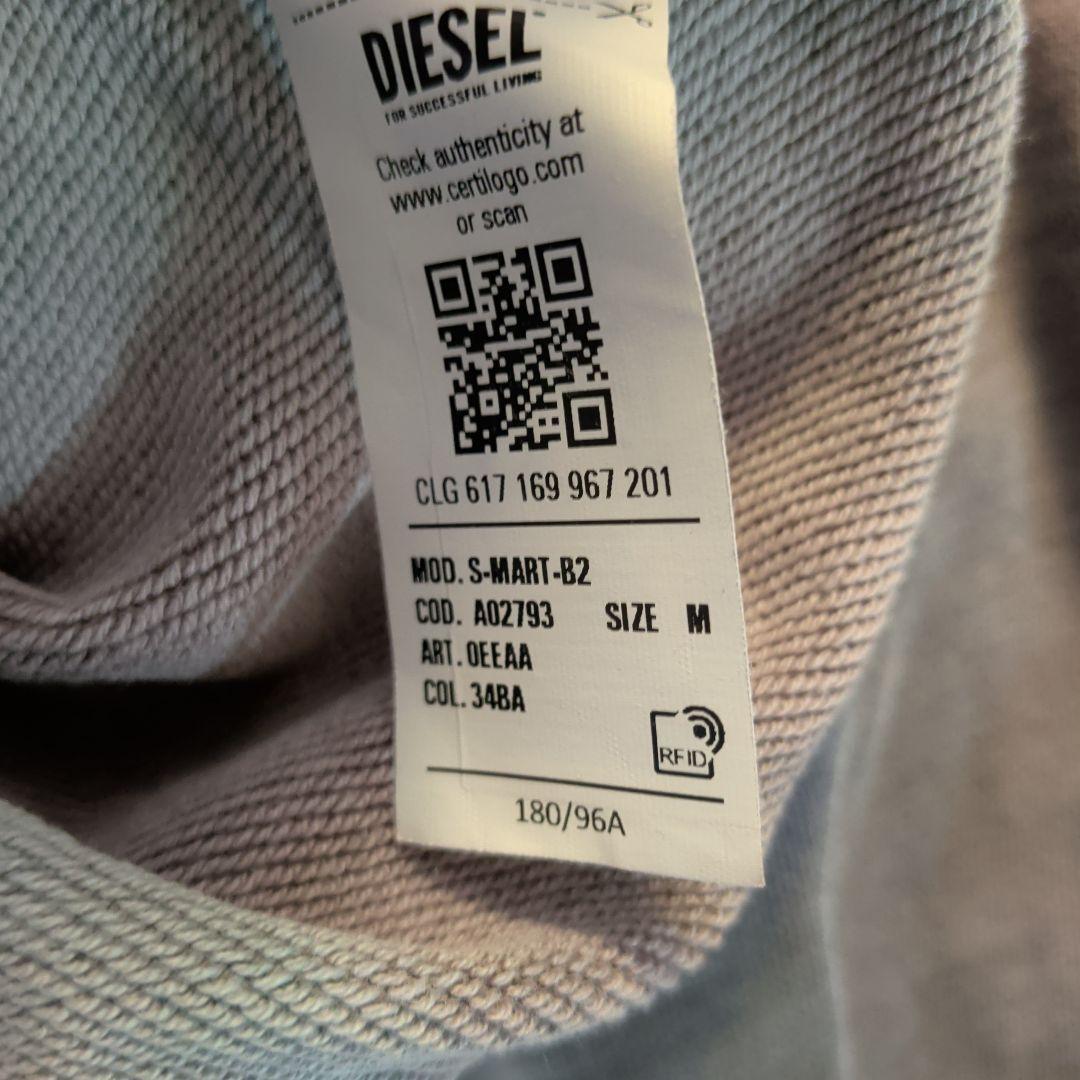 DIESEL
FOR SUCCESSFUL LIVING
Check authenticity at
www.certilogo.com
or scan
CLG 617 169 967 201
MOD. S-MART-B2
COD. A02793 SIZE M
ART. 0EEAA
COL. 34BA
RFID
180/96A